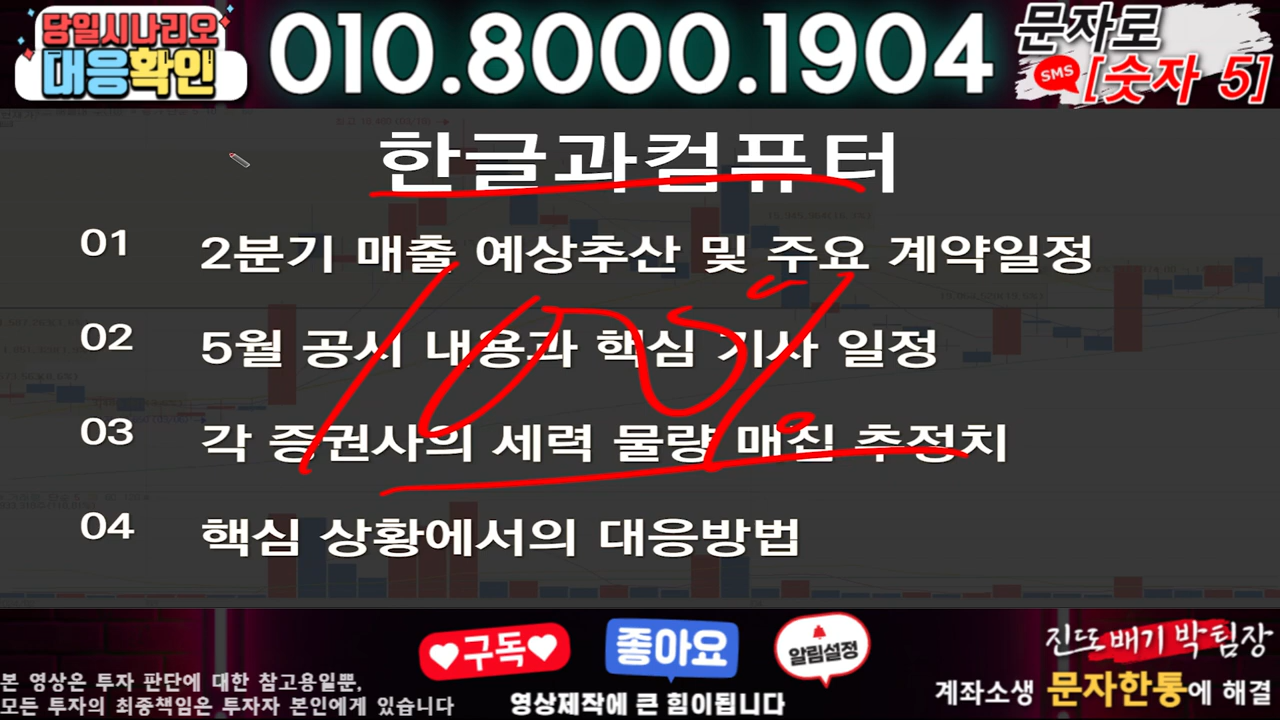 당일시나리오
대응확인
010.8000.1904
문자로
SMS [숫자 5]
한글과컴퓨터
01 2분기 매출 예상추산 및 주요 계약일정
02 5월 공시 내용과 핵심 기사 일정
100%
03 각 증권사의 세력 물량 매집 추정치
04 핵심 상황에서의 대응방법
구독
좋아요
알림설정
진또배기 박팀장
본 영상은 투자 판단에 대한 참고용일뿐,
모든 투자의 최종책임은 투자자 본인에게 있습니다
영상제작에 큰 힘이됩니다
계좌소생 문자한통에 해결